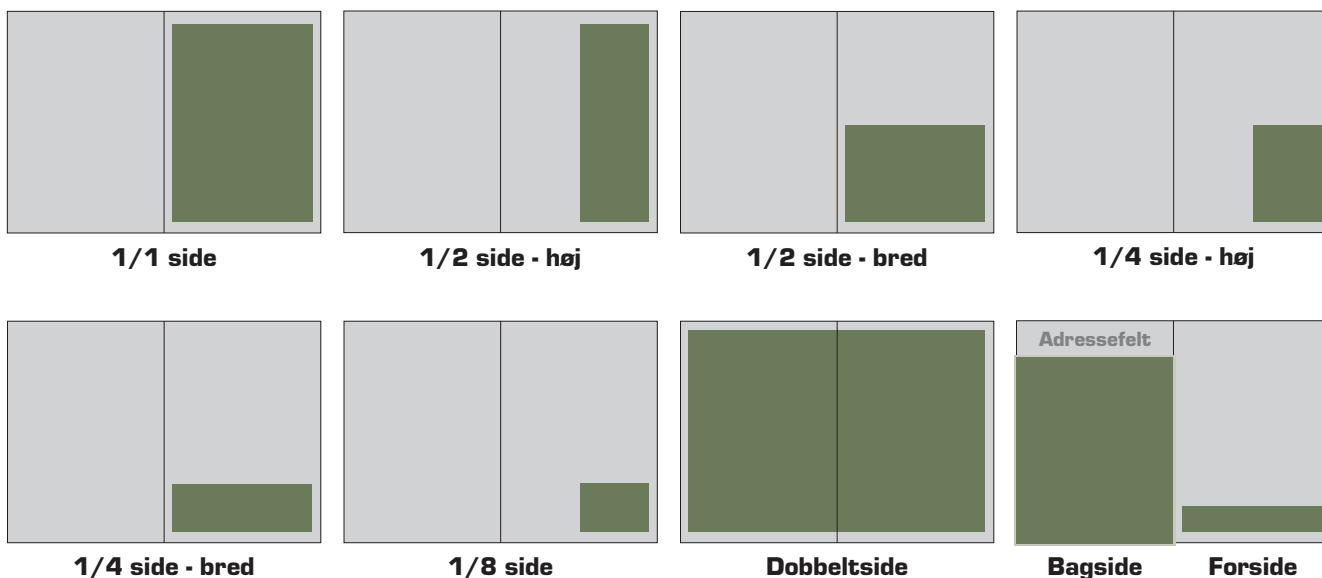 1/1 side
1/2 side - høj
1/2 side - bred
1/4 side - høj
Adressefelt
1/4 side - bred
1/8 side
Dobbeltside
Bagside
Forside